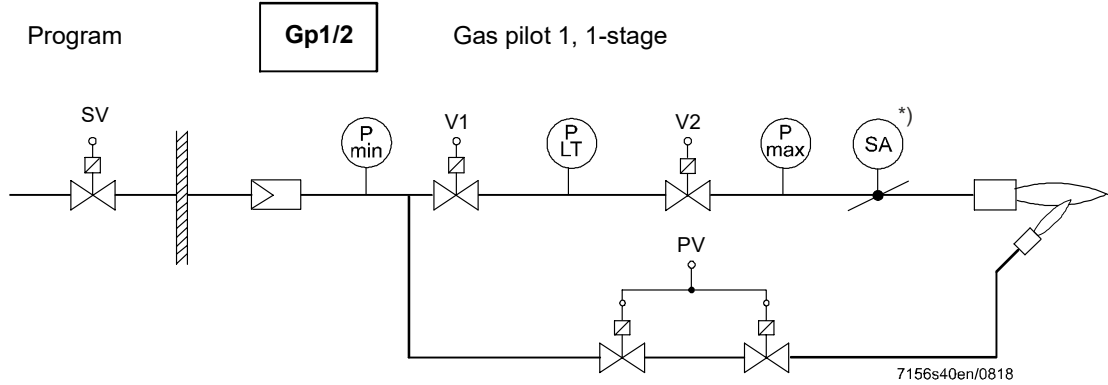 Program Gp1/2 Gas pilot 1, 1-stage
SV
P min
V1
P LT
V2
P max
SA
*)
PV
7156s40en/0818